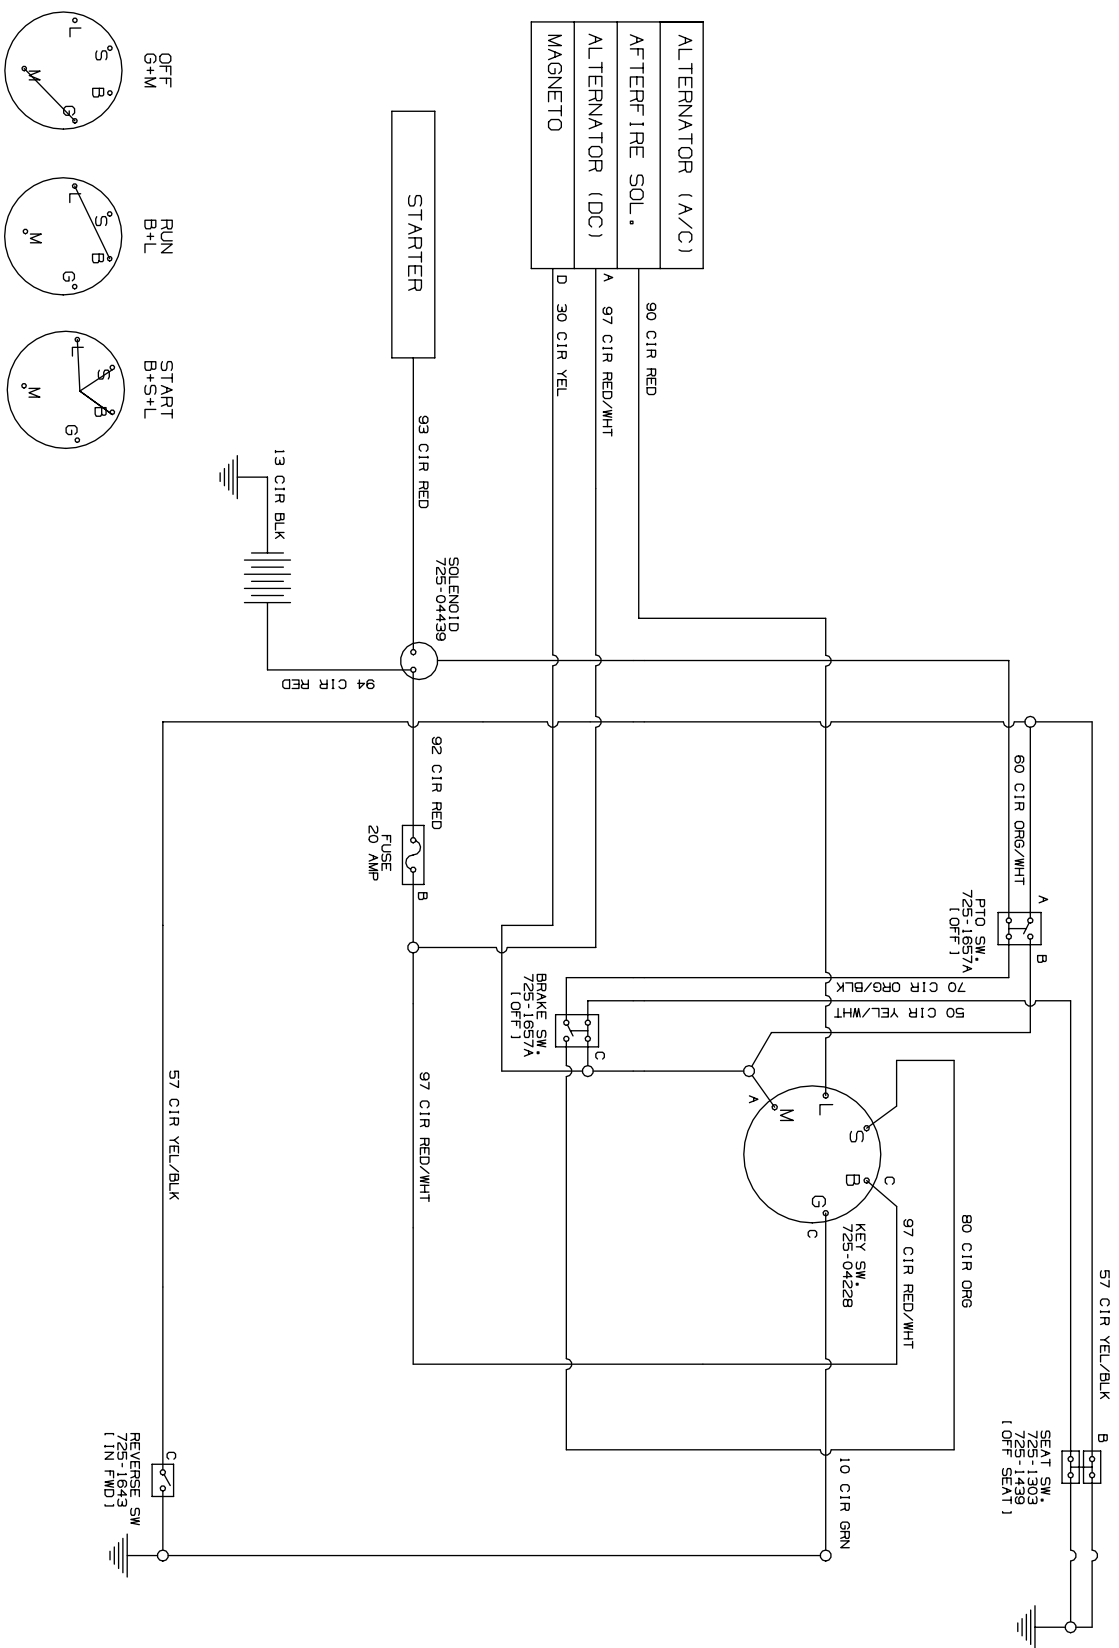 ALTERNATOR (A/C)
AFTERFIRE SOL.
ALTERNATOR (DC)
MAGNETO
A
D
90 CIR RED
97 CIR RED/WHT
30 CIR YEL
STARTER
93 CIR RED
SOLENOID
725-04439
94 CIR RED
13 CIR BLK
92 CIR RED
FUSE
20 AMP
B
60 CIR ORG/WHT
A
B
PTO SW.
725-1657A
[OFF]
70 CIR ORG/BLK
50 CIR YEL/WHT
BRAKE SW.
725-1657A
[OFF]
C
97 CIR RED/WHT
57 CIR YEL/BLK
A
M
L
S
B
G
C
C
KEY SW.
725-04228
97 CIR RED/WHT
80 CIR ORG
57 CIR YEL/BLK
B
SEAT SW.
725-1303
725-1439
[OFF SEAT]
10 CIR GRN
C
REVERSE SW
725-1643
[IN FWD]
OFF
G+M
L
S
B
M
G
RUN
B+L
L
S
B
M
G
START
B+S+L
L
S
B
M
G